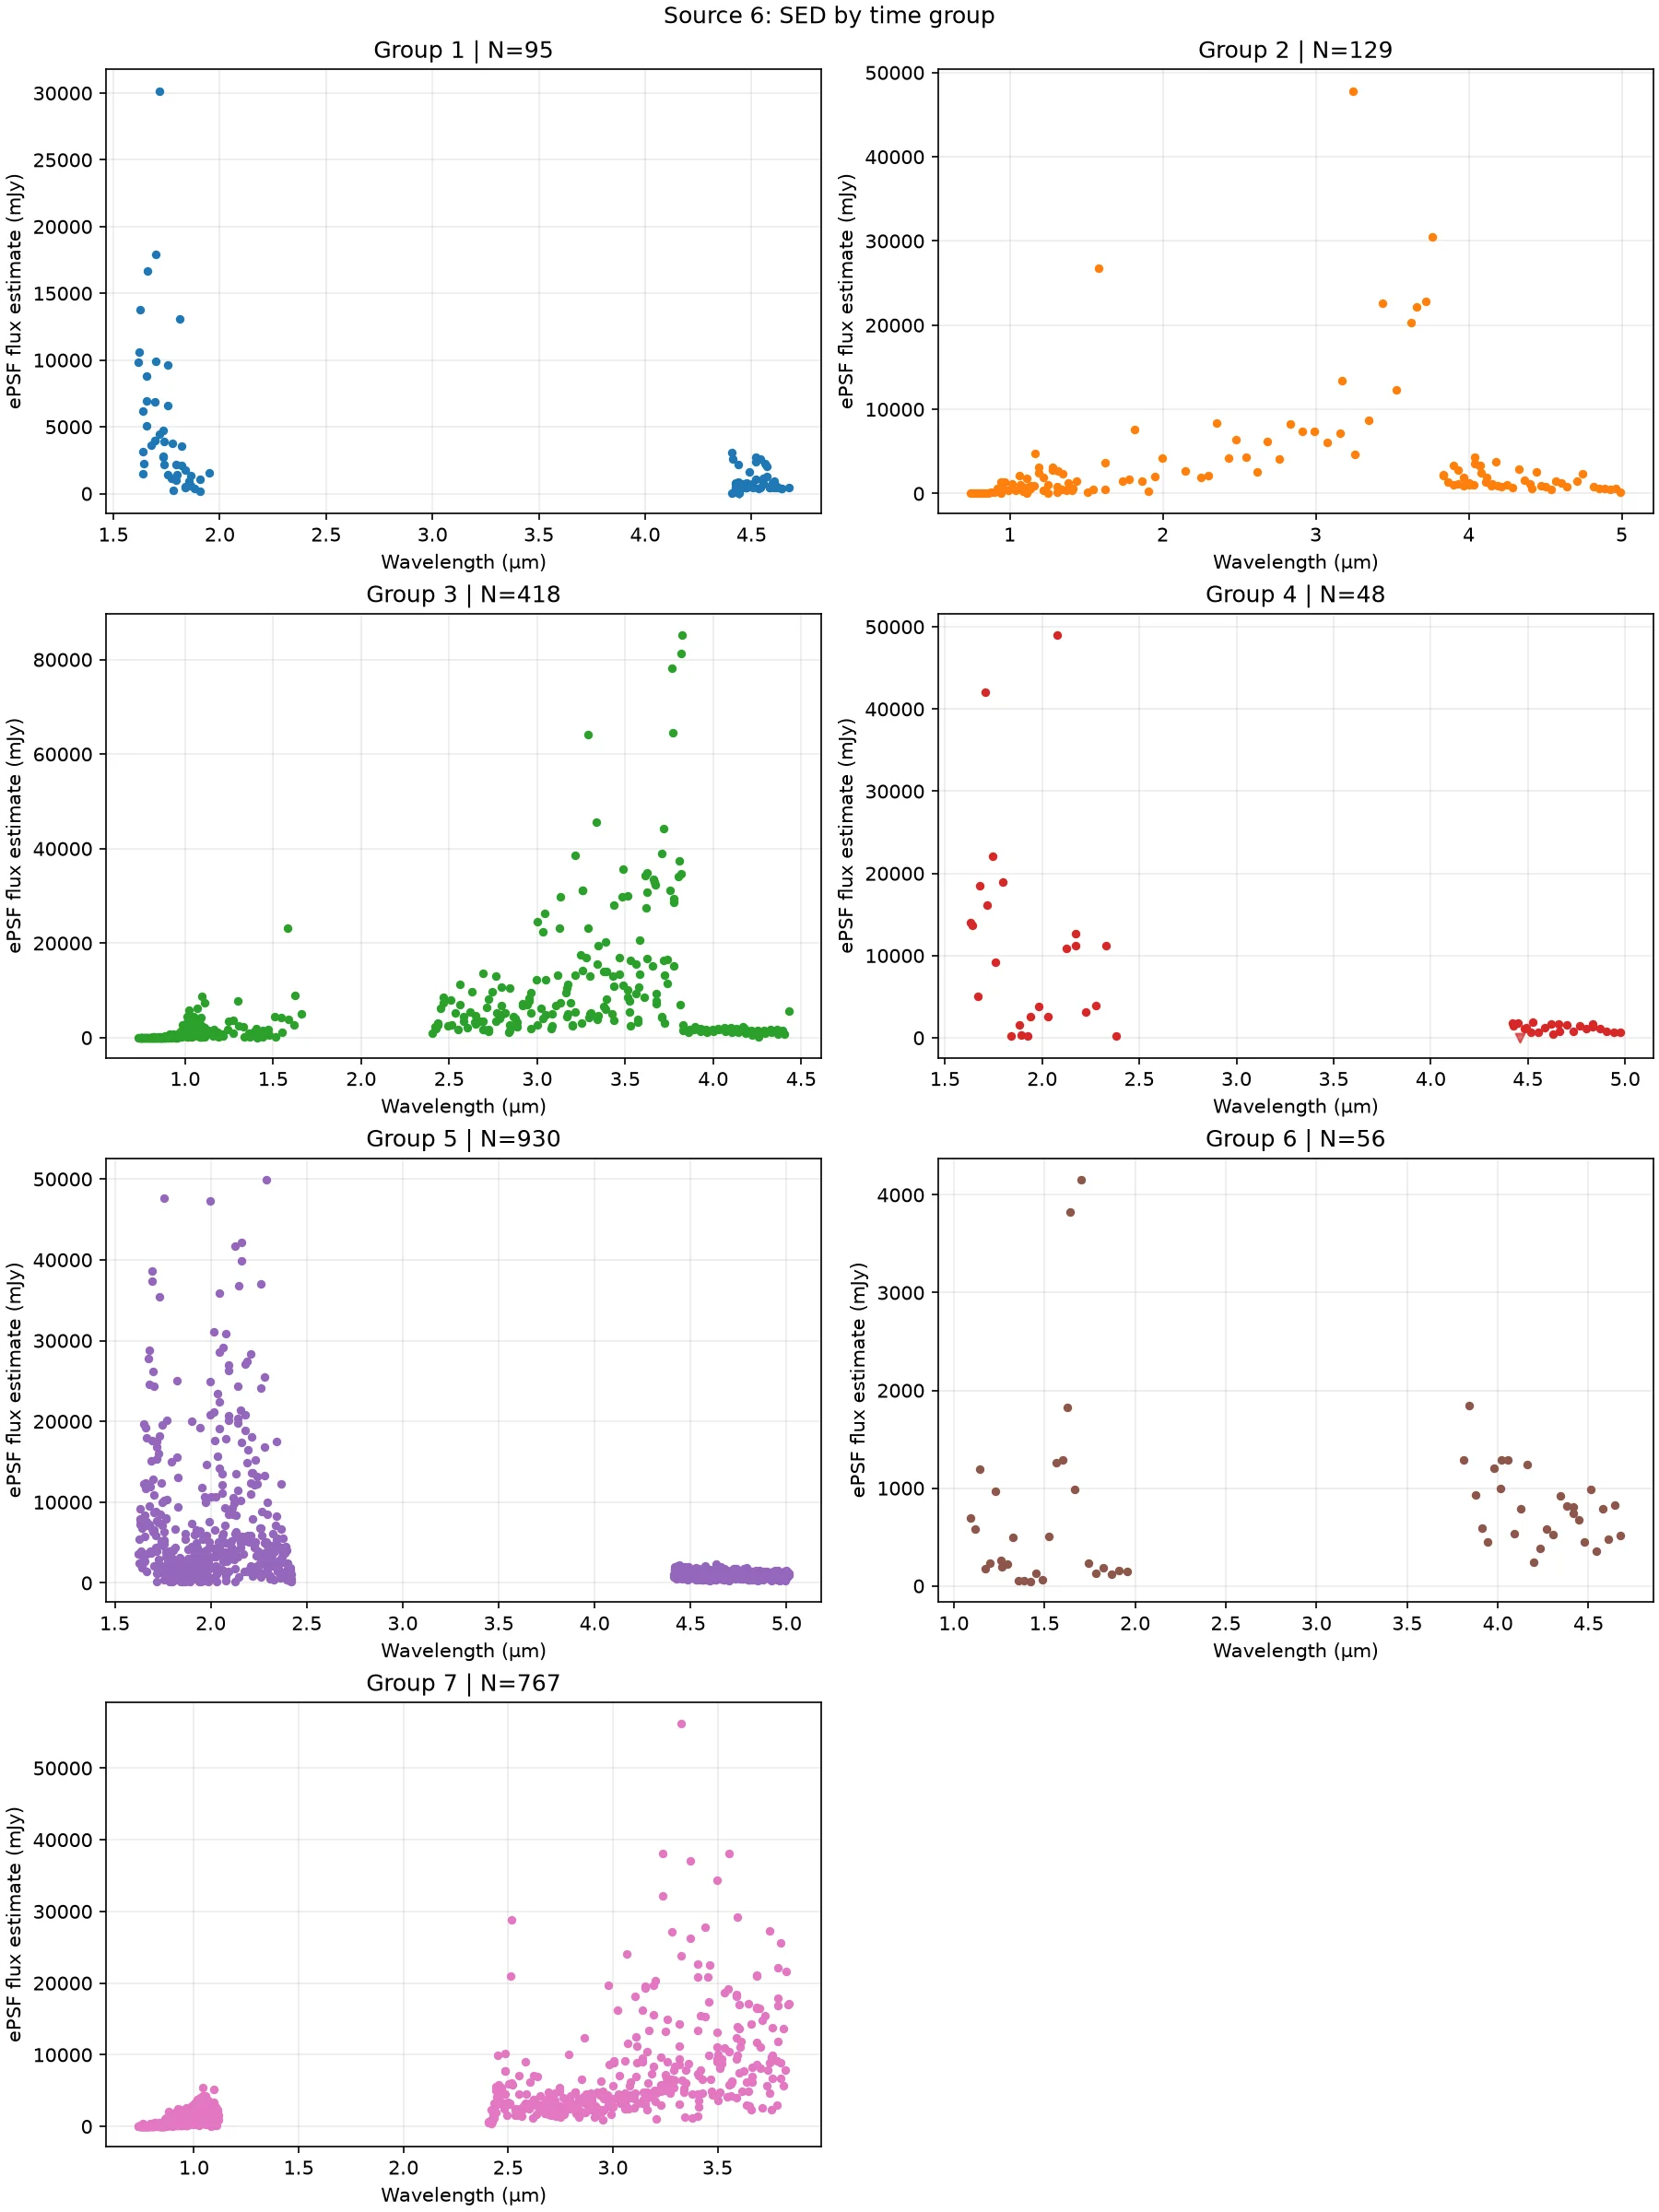 Source 6: SED by time group
Group 1 | N=95
30000
25000
20000
15000
10000
5000
0
1.5 2.0 2.5 3.0 3.5 4.0 4.5
Wavelength (µm)
ePSF flux estimate (mJy)
Group 2 | N=129
50000
40000
30000
20000
10000
0
1 2 3 4 5
Wavelength (µm)
ePSF flux estimate (mJy)
Group 3 | N=418
80000
60000
40000
20000
0
1.0 1.5 2.0 2.5 3.0 3.5 4.0 4.5
Wavelength (µm)
ePSF flux estimate (mJy)
Group 4 | N=48
50000
40000
30000
20000
10000
0
1.5 2.0 2.5 3.0 3.5 4.0 4.5 5.0
Wavelength (µm)
ePSF flux estimate (mJy)
Group 5 | N=930
50000
40000
30000
20000
10000
0
1.5 2.0 2.5 3.0 3.5 4.0 4.5 5.0
Wavelength (µm)
ePSF flux estimate (mJy)
Group 6 | N=56
4000
3000
2000
1000
0
1.0 1.5 2.0 2.5 3.0 3.5 4.0 4.5
Wavelength (µm)
ePSF flux estimate (mJy)
Group 7 | N=767
50000
40000
30000
20000
10000
0
1.0 1.5 2.0 2.5 3.0 3.5
Wavelength (µm)
ePSF flux estimate (mJy)